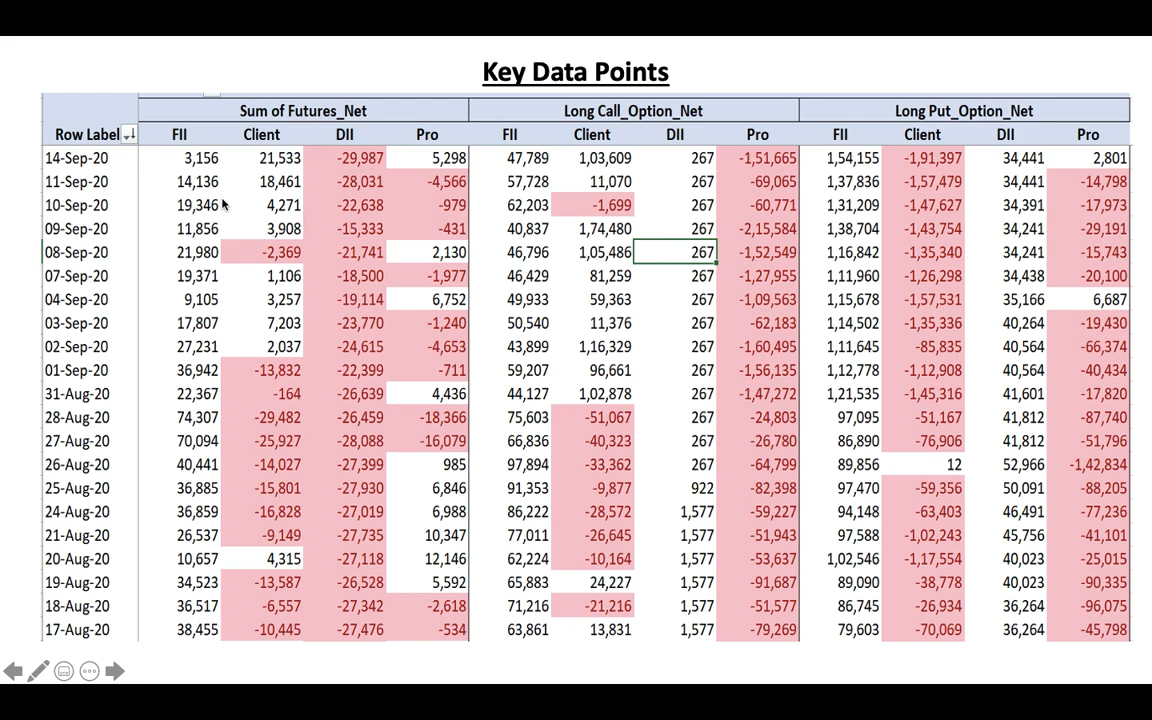 Key Data Points
Sum of Futures_Net Long Call_Option_Net Long Put_Option_Net
Row Label FII Client DII Pro FII Client DII Pro FII Client DII Pro
14-Sep-20 3,156 21,533 -29,987 5,298 47,789 1,03,609 267 -1,51,665 1,54,155 -1,91,397 34,441 2,801
11-Sep-20 14,136 18,461 -28,031 -4,566 57,728 11,070 267 -69,065 1,37,836 -1,57,479 34,441 -14,798
10-Sep-20 19,346 4,271 -22,638 -979 62,203 -1,699 267 -60,771 1,31,209 -1,47,627 34,391 -17,973
09-Sep-20 11,856 3,908 -15,333 -431 40,837 1,74,480 267 -2,15,584 1,38,704 -1,43,754 34,241 -29,191
08-Sep-20 21,980 -2,369 -21,741 2,130 46,796 1,05,486 267 -1,52,549 1,16,842 -1,35,340 34,241 -15,743
07-Sep-20 19,371 1,106 -18,500 -1,977 46,429 81,259 267 -1,27,955 1,11,960 -1,26,298 34,438 -20,100
04-Sep-20 9,105 3,257 -19,114 6,752 49,933 59,363 267 -1,09,563 1,15,678 -1,57,531 35,166 6,687
03-Sep-20 17,807 7,203 -23,770 -1,240 50,540 11,376 267 -62,183 1,14,502 -1,35,336 40,264 -19,430
02-Sep-20 27,231 2,037 -24,615 -4,653 43,899 1,16,329 267 -1,60,495 1,11,645 -85,835 40,564 -66,374
01-Sep-20 36,942 -13,832 -22,399 -711 59,207 96,661 267 -1,56,135 1,12,778 -1,12,908 40,564 -40,434
31-Aug-20 22,367 -164 -26,639 4,436 44,127 1,02,878 267 -1,47,272 1,21,535 -1,45,316 41,601 -17,820
28-Aug-20 74,307 -29,482 -26,459 -18,366 75,603 -51,067 267 -24,803 97,095 -51,167 41,812 -87,740
27-Aug-20 70,094 -25,927 -28,088 -16,079 66,836 -40,323 267 -26,780 86,890 -76,906 41,812 -51,796
26-Aug-20 40,441 -14,027 -27,399 985 97,894 -33,362 267 -64,799 89,856 12 52,966 -1,42,834
25-Aug-20 36,885 -15,801 -27,930 6,846 91,353 -9,877 922 -82,398 97,470 -59,356 50,091 -88,205
24-Aug-20 36,859 -16,828 -27,019 6,988 86,222 -28,572 1,577 -59,227 94,148 -63,403 46,491 -77,236
21-Aug-20 26,537 -9,149 -27,735 10,347 77,011 -26,645 1,577 -51,943 97,588 -1,02,243 45,756 -41,101
20-Aug-20 10,657 4,315 -27,118 12,146 62,224 -10,164 1,577 -53,637 1,02,546 -1,17,554 40,023 -25,015
19-Aug-20 34,523 -13,587 -26,528 5,592 65,883 24,227 1,577 -91,687 89,090 -38,778 40,023 -90,335
18-Aug-20 36,517 -6,557 -27,342 -2,618 71,216 -21,216 1,577 -51,577 86,745 -26,934 36,264 -96,075
17-Aug-20 38,455 -10,445 -27,476 -534 63,861 13,831 1,577 -79,269 79,603 -70,069 36,264 -45,798